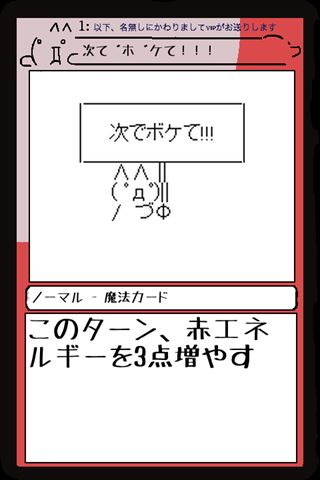 1: 以下、名無しにかわりましてVIPがお送りします
次でボケて!!!
次でボケて!!!
∧∧ ||
( ゚д゚)||
/ づΦ
ノーマル - 魔法カード
このターン、赤エネ
ルギーを3点増やす